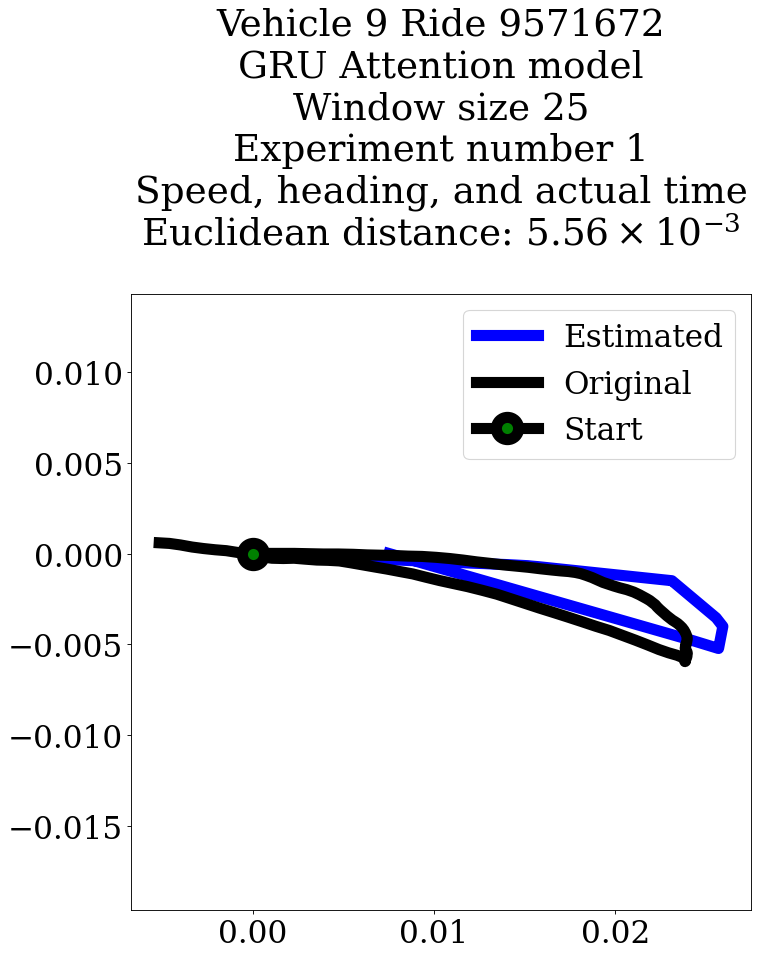 Vehicle 9 Ride 9571672
GRU Attention model
Window size 25
Experiment number 1
Speed, heading, and actual time
Euclidean distance: 5.56 × 10⁻³
Estimated
Original
Start
0.010
0.005
0.000
−0.005
−0.010
−0.015
0.00 0.01 0.02